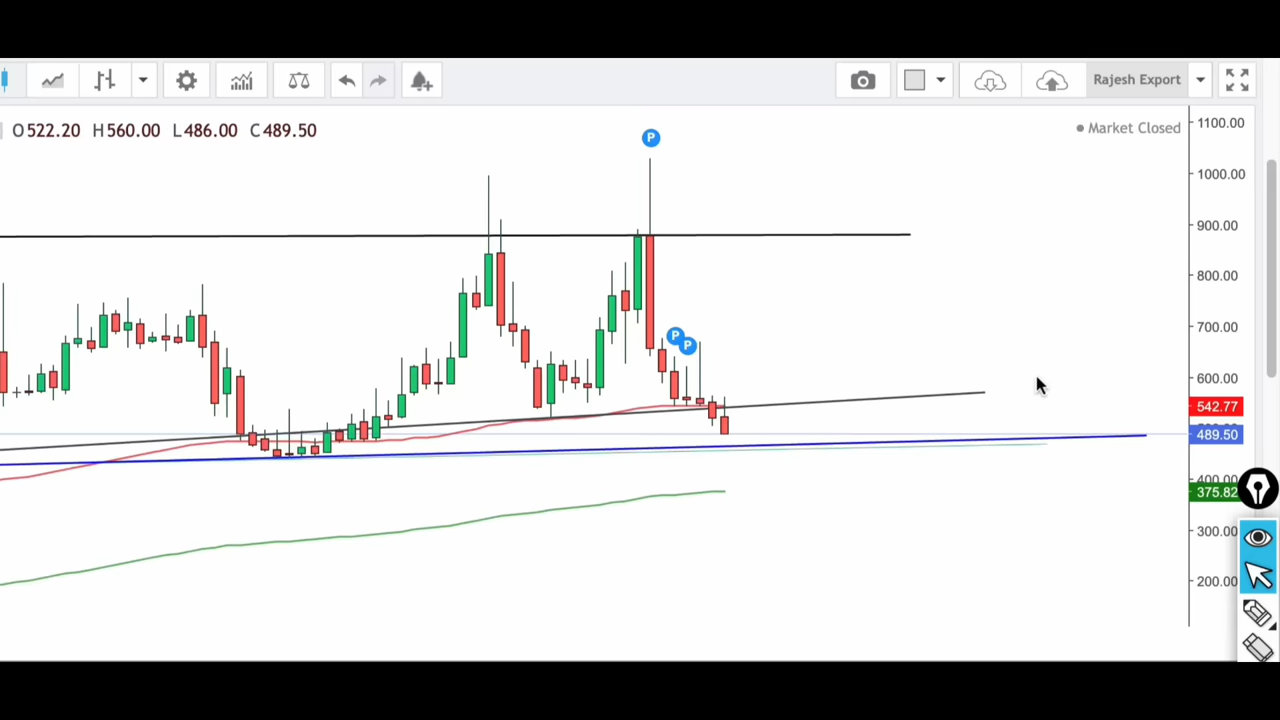 Rajesh Export
O522.20 H560.00 L486.00 C489.50
Market Closed
P
P
P
1100.00
1000.00
900.00
800.00
700.00
600.00
542.77
489.50
400.00
375.82
300.00
200.00